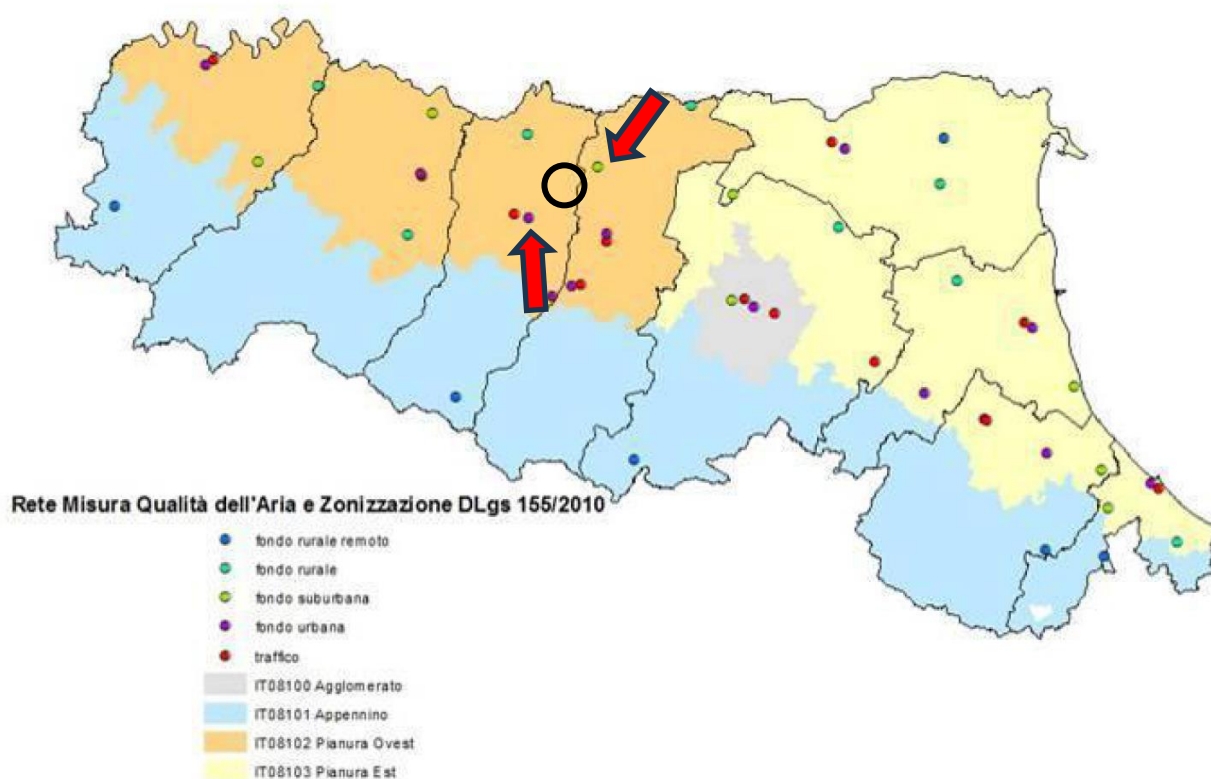 Rete Misura Qualità dell'Aria e Zonizzazione DLgs 155/2010
fondo rurale remoto
fondo rurale
fondo suburbana
fondo urbana
traffico
IT08100 Agglomerato
IT08101 Appennino
IT08102 Pianura Ovest
IT08103 Pianura Est